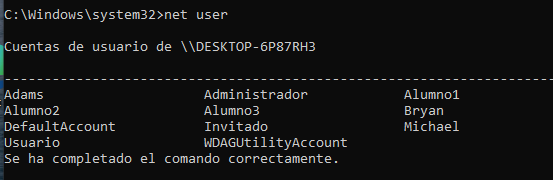 C:\Windows\system32>net user
Cuentas de usuario de \\DESKTOP-6P87RH3
-------------------------------------------------------------------------------
Adams                    Administrador            Alumno1
Alumno2                  Alumno3                  Bryan
DefaultAccount           Invitado                 Michael
Usuario                  WDAGUtilityAccount
Se ha completado el comando correctamente.